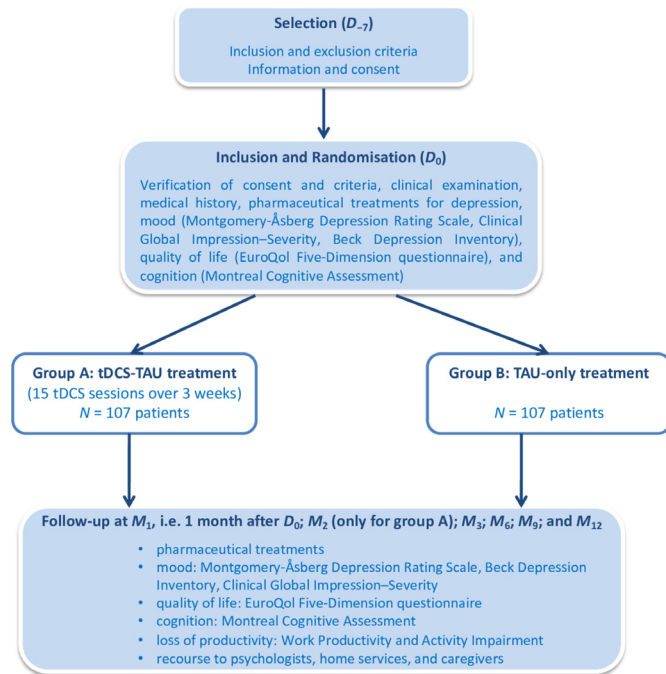 Selection (D–7)
Inclusion and exclusion criteria
Information and consent
Inclusion and Randomisation (D0)
Verification of consent and criteria, clinical examination,
medical history, pharmaceutical treatments for depression,
mood (Montgomery-Åsberg Depression Rating Scale, Clinical
Global Impression–Severity, Beck Depression Inventory),
quality of life (EuroQol Five-Dimension questionnaire), and
cognition (Montreal Cognitive Assessment)
Group A: tDCS-TAU treatment
(15 tDCS sessions over 3 weeks)
N = 107 patients
Group B: TAU-only treatment
N = 107 patients
Follow-up at M1, i.e. 1 month after D0; M2 (only for group A); M3; M6; M9; and M12
• pharmaceutical treatments
• mood: Montgomery-Åsberg Depression Rating Scale, Beck Depression
Inventory, Clinical Global Impression–Severity
• quality of life: EuroQol Five-Dimension questionnaire
• cognition: Montreal Cognitive Assessment
• loss of productivity: Work Productivity and Activity Impairment
• recourse to psychologists, home services, and caregivers